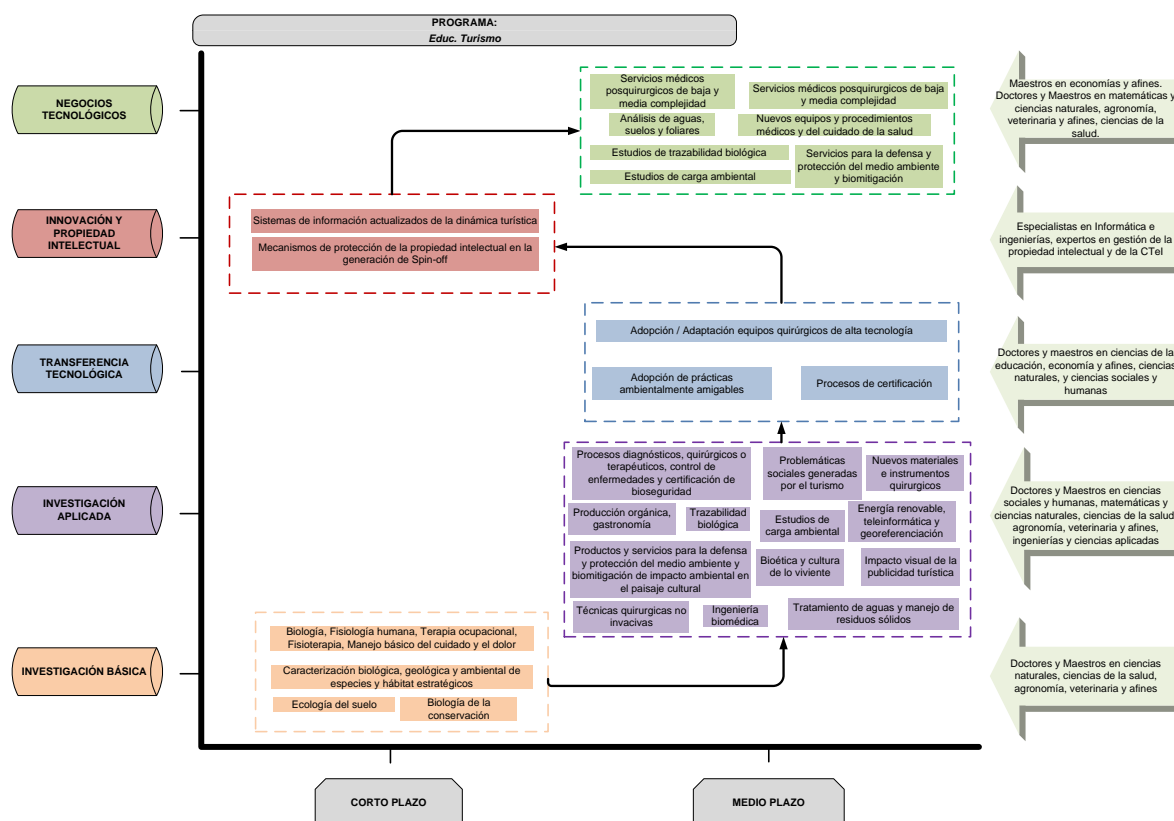 PROGRAMA:
Educ. Turismo
NEGOCIOS
TECNOLÓGICOS
Servicios médicos
posquirurgicos de baja y
media complejidad
Servicios médicos posquirurgicos de baja
y media complejidad
Análisis de aguas,
suelos y foliares
Nuevos equipos y procedimientos
médicos y del cuidado de la salud
Estudios de trazabilidad biológica
Estudios de carga ambiental
Servicios para la defensa y
protección del medio ambiente
y biomitigación
Maestros en economías y afines.
Doctores y Maestros en matemáticas y
ciencias naturales, agronomía,
veterinaria y afines, ciencias de la
salud.
INNOVACIÓN Y
PROPIEDAD
INTELECTUAL
Sistemas de información actualizados de la dinámica turística
Mecanismos de protección de la propiedad intelectual en la
generación de Spin-off
Especialistas en Informática e
ingenierías, expertos en gestión de la
propiedad intelectual y de la CTeI
TRANSFERENCIA
TECNOLÓGICA
Adopción / Adaptación equipos quirúrgicos de alta tecnología
Adopción de prácticas
ambientalmente amigables
Procesos de certificación
Doctores y maestros en ciencias de la
educación, economía y afines, ciencias
naturales, y ciencias sociales y
humanas
INVESTIGACIÓN
APLICADA
Procesos diagnósticos, quirúrgicos o
terapéuticos, control de
enfermedades y certificación de
bioseguridad
Problemáticas
sociales generadas
por el turismo
Nuevos materiales
e instrumentos
quirurgicos
Producción orgánica,
gastronomía
Trazabilidad
biológica
Estudios de
carga ambiental
Energía renovable,
teleinformática y
georeferenciación
Productos y servicios para la defensa
y protección del medio ambiente y
biomitigación de impacto ambiental en
el paisaje cultural
Bioética y cultura
de lo viviente
Impacto visual de la
publicidad turística
Técnicas quirurgicas no
invacivas
Ingeniería
biomédica
Tratamiento de aguas y manejo de
residuos sólidos
Doctores y Maestros en ciencias
sociales y humanas, matemáticas y
ciencias naturales, ciencias de la salud,
agronomía, veterinaria y afines,
ingenierías y ciencias aplicadas
INVESTIGACIÓN BÁSICA
Biología, Fisiología humana, Terapia ocupacional,
Fisioterapia, Manejo básico del cuidado y el dolor
Caracterización biológica, geológica y ambiental de
especies y hábitat estratégicos
Ecología del suelo
Biología de la
conservación
Doctores y Maestros en ciencias
naturales, ciencias de la salud,
agronomía, veterinaria y afines
CORTO PLAZO
MEDIO PLAZO